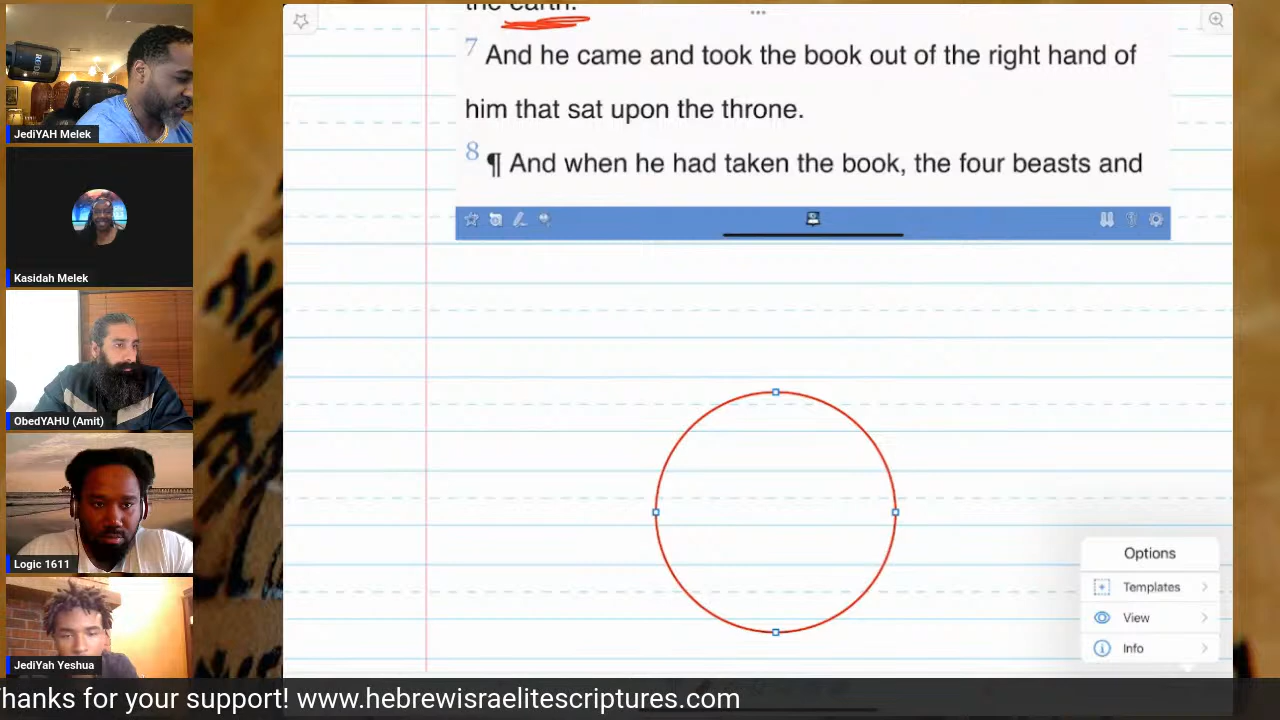 the earth.
7 And he came and took the book out of the right hand of
him that sat upon the throne.
8 ¶ And when he had taken the book, the four beasts and
JediYAH Melek
Kasidah Melek
ObedYAHU (Amit)
Logic 1611
JediYah Yeshua
Options
Templates
View
Info
hanks for your support! www.hebrewisraelitescriptures.com